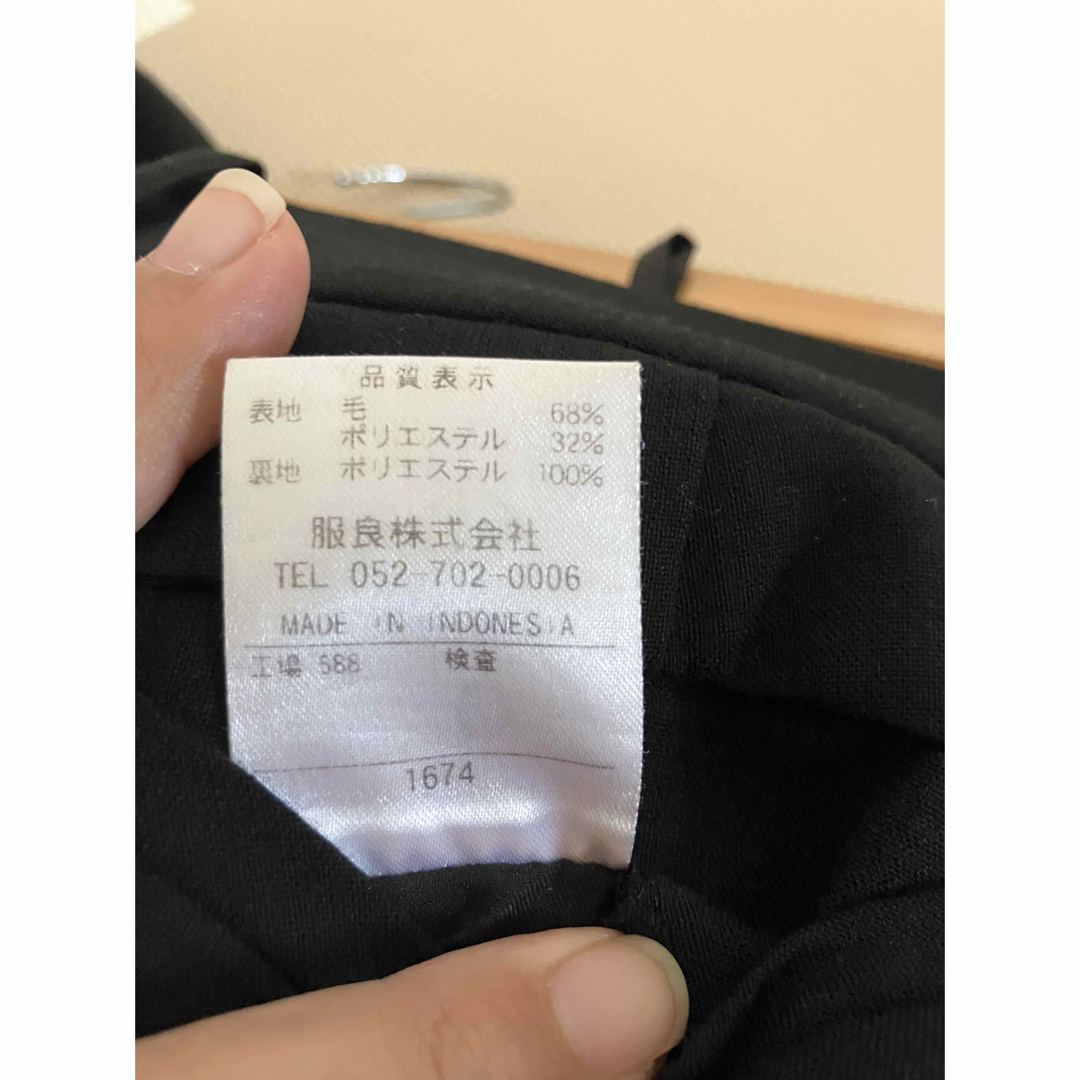 品質表示
表地 毛 68%
ポリエステル 32%
裏地 ポリエステル 100%
服良株式会社
TEL 052-702-0006
MADE IN INDONESIA
工場 588 検査
1674